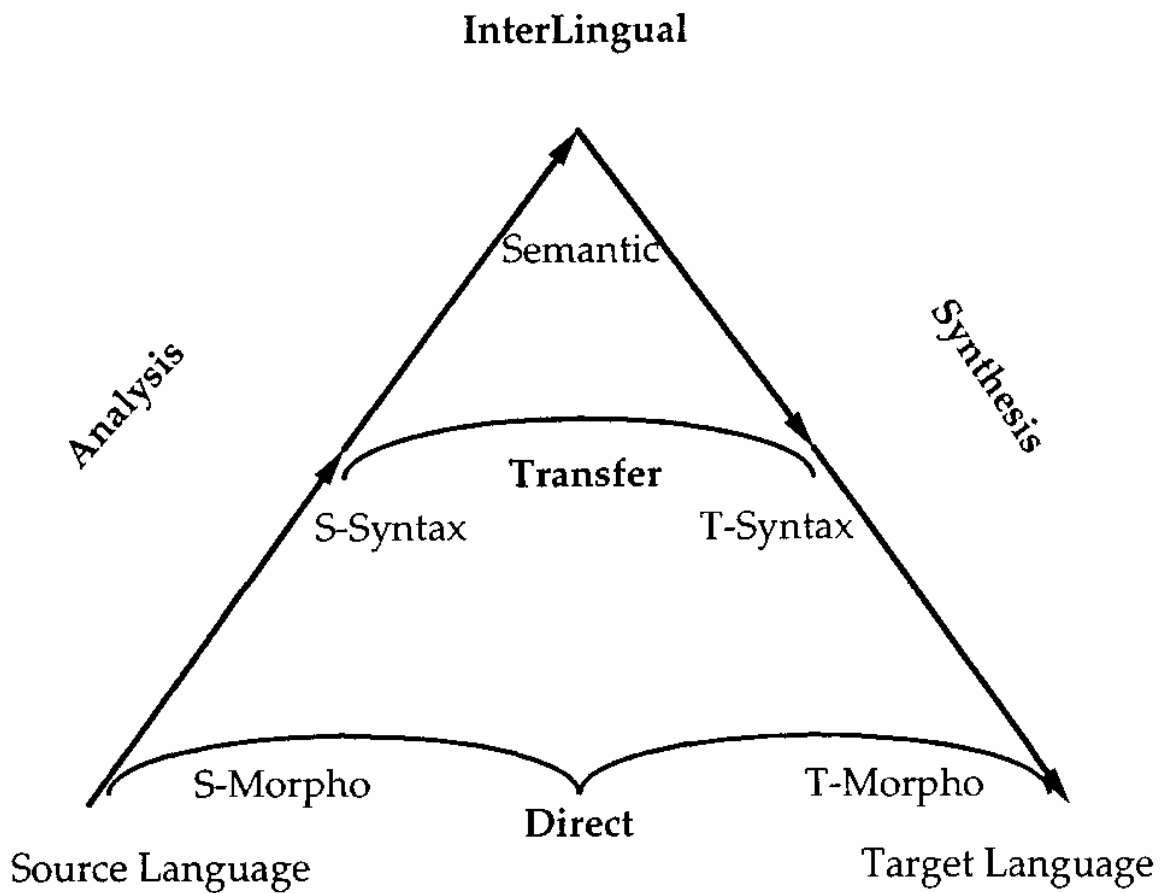 InterLingual
Semantic
Analysis
Synthesis
Transfer
S-Syntax
T-Syntax
S-Morpho
T-Morpho
Direct
Source Language
Target Language